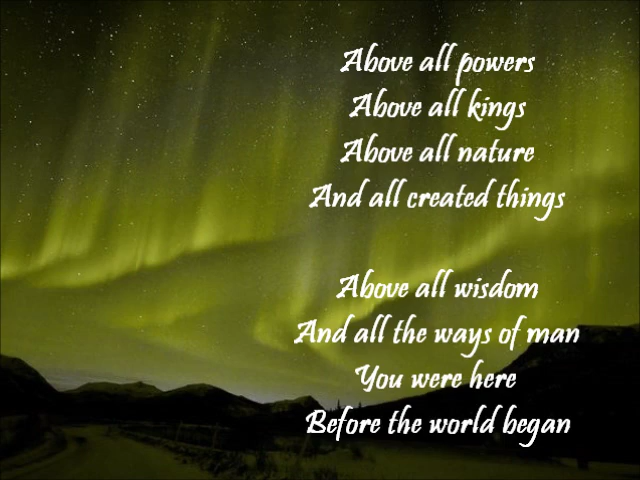 Above all powers
Above all kings
Above all nature
And all created things
Above all wisdom
And all the ways of man
You were here
Before the world began